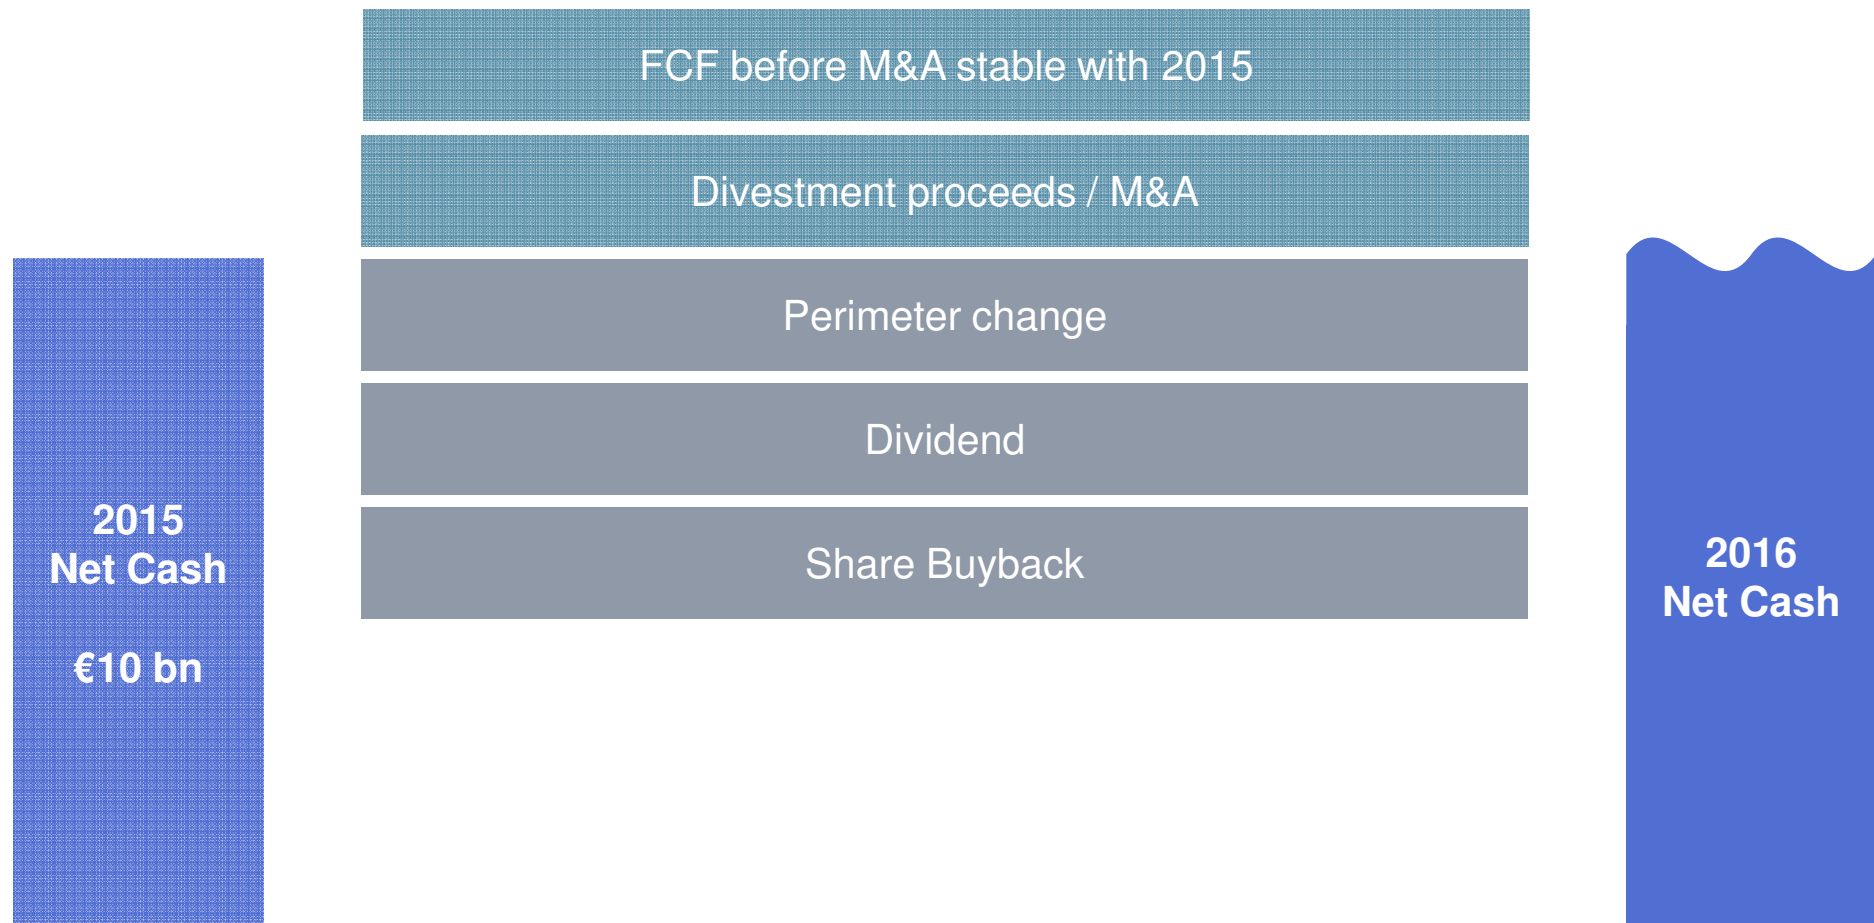 FCF before M&A stable with 2015
Divestment proceeds / M&A
Perimeter change
Dividend
Share Buyback
2015
Net Cash
€10 bn
2016
Net Cash